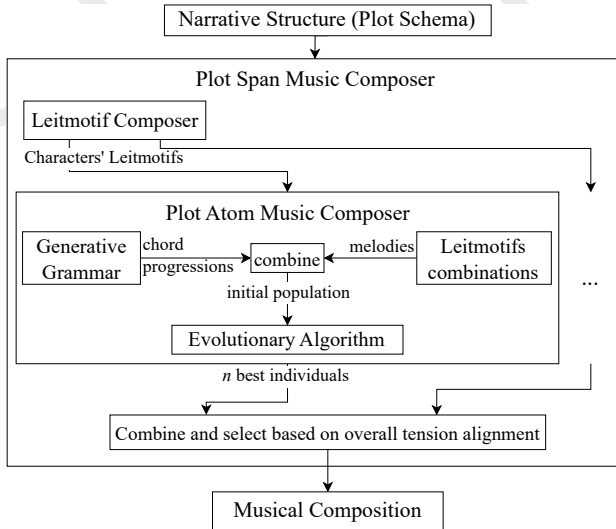 Narrative Structure (Plot Schema)
Plot Span Music Composer
Leitmotif Composer
Characters' Leitmotifs
Plot Atom Music Composer
Generative
Grammar
chord
progressions
combine
melodies
Leitmotifs
combinations
...
initial population
Evolutionary Algorithm
n best individuals
Combine and select based on overall tension alignment
Musical Composition